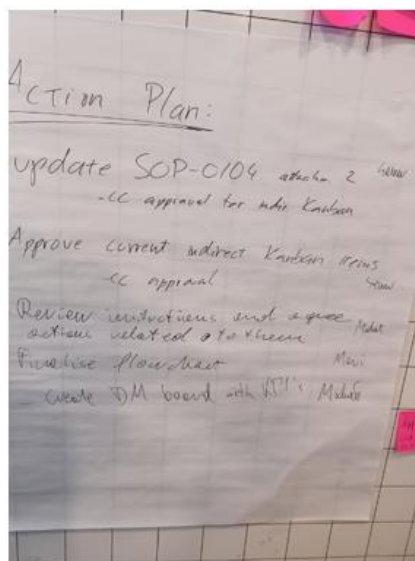 Action Plan:
update SOP-0104 attachm 2
-CC approval for indir Kanban
Approve current indirect Kanban items
-CC approval
Review instructions and agree
actions related to them
Finalise flowchart
create DM board with KPI's